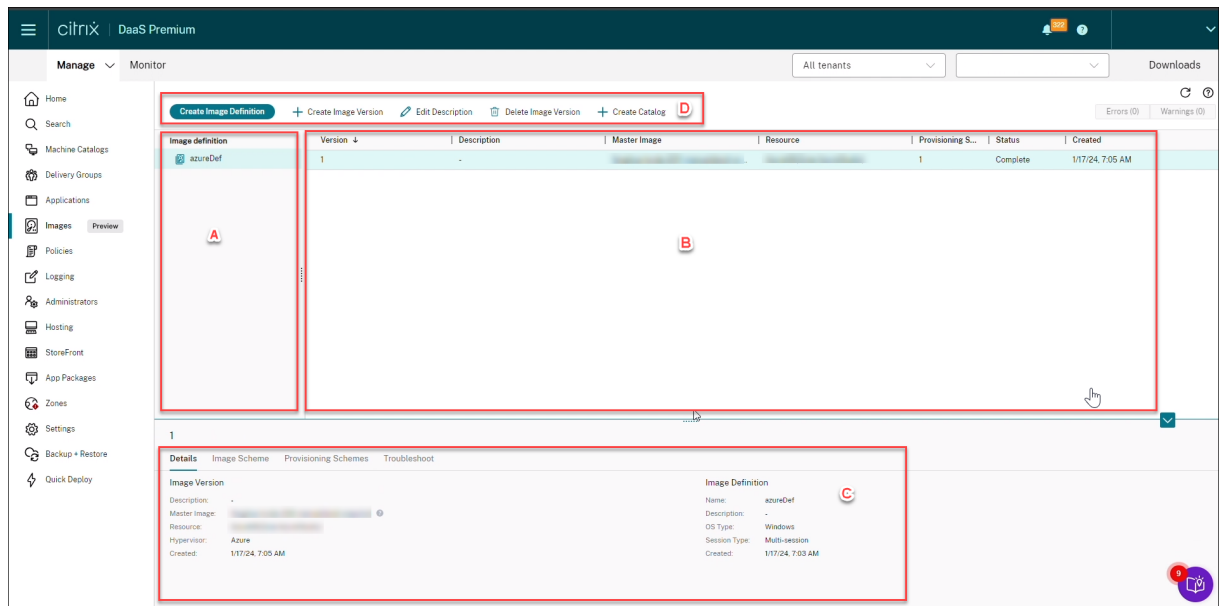 citrix | DaaS Premium 322
Manage Monitor All tenants Downloads
Home
Search
Machine Catalogs
Delivery Groups
Applications
Images Preview
Policies
Logging
Administrators
Hosting
StoreFront
App Packages
Zones
Settings
Backup + Restore
Quick Deploy
Create Image Definition Create Image Version Edit Description Delete Image Version Create Catalog D
Errors (0) Warnings (0)
Image definition
azureDef
A
Version ↓ Description Master Image Resource Provisioning S... Status Created
1 - 1 Complete 1/17/24, 7:05 AM
B
1
Details Image Scheme Provisioning Schemes Troubleshoot
Image Version
Description: -
Master Image:
Resource:
Hypervisor: Azure
Created: 1/17/24, 7:05 AM
Image Definition
Name: azureDef
Description: -
OS Type: Windows
Session Type: Multi-session
Created: 1/17/24, 7:03 AM
C
9